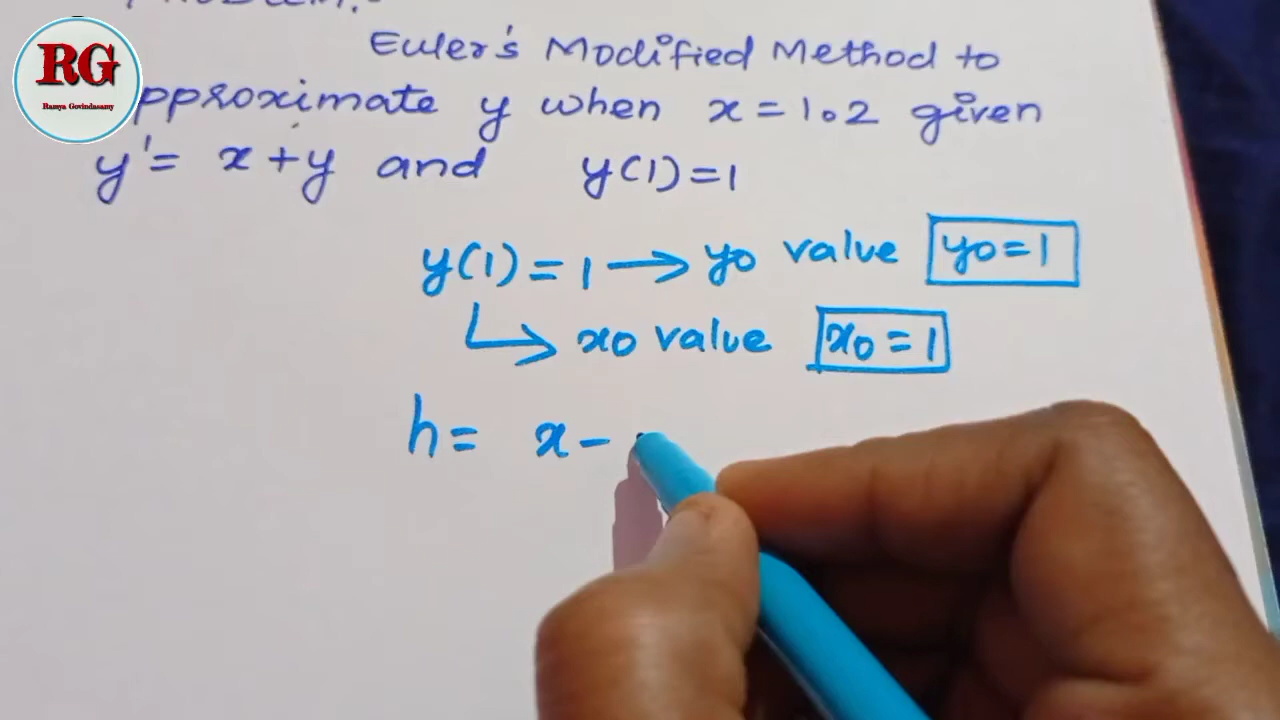 problem:-
RG
Ramya Govindasamy
Euler's Modified Method to
pproximate y when x = 1.2 given
y' = x + y and y(1) = 1
y(1) = 1 → y0 value y0 = 1
↳ x0 value x0 = 1
h = x -